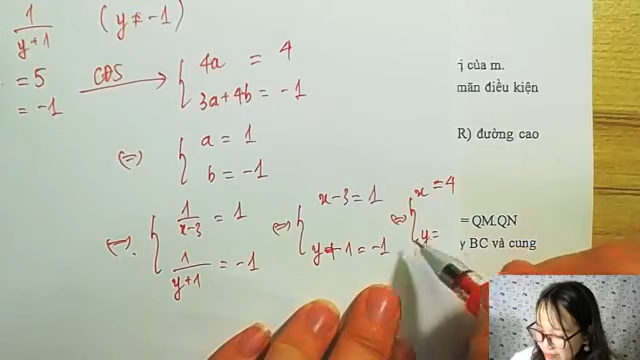 1/(y+1) (y ≠ -1)
= 5
= -1
4a = 4
3a+4b = -1
⇔ { a = 1
b = -1
1/(x-3) = 1
1/(y+1) = -1
⇔ { x-3 = 1
y+1 = -1
⇔ { x = 4
y =
của m.
mãn điều kiện
R) đường cao
= QM.QN
BC và cung